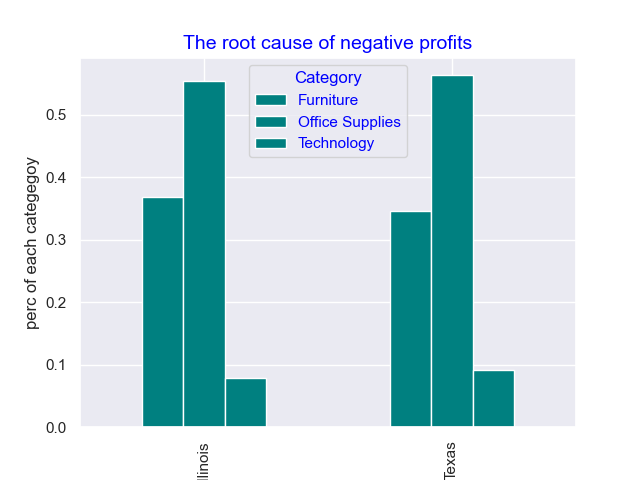 The root cause of negative profits
Category
Furniture
Office Supplies
Technology
perc of each categegoy
0.5
0.4
0.3
0.2
0.1
0.0
Illinois
Texas